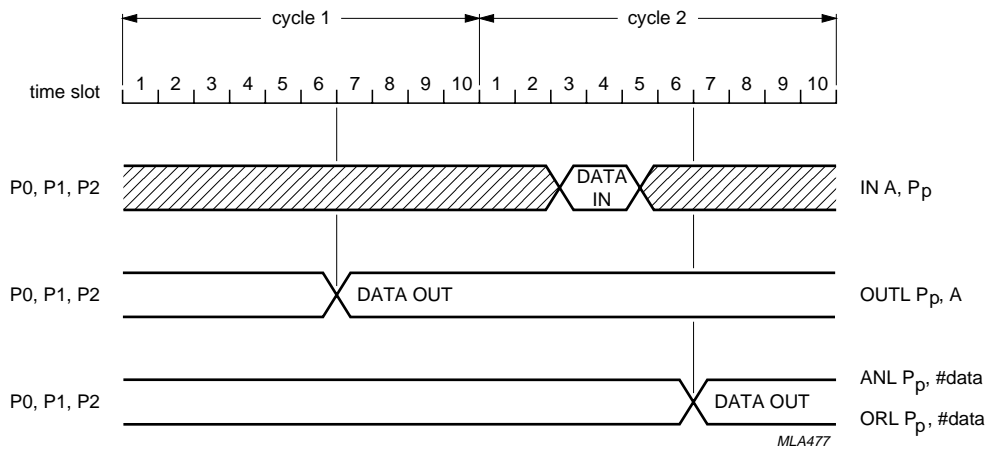 cycle 1 cycle 2
time slot 1 2 3 4 5 6 7 8 9 10 1 2 3 4 5 6 7 8 9 10
P0, P1, P2 DATA IN A, Pp
IN
P0, P1, P2 DATA OUT OUTL Pp, A
ANL Pp, #data
P0, P1, P2 DATA OUT
ORL Pp, #data
MLA477